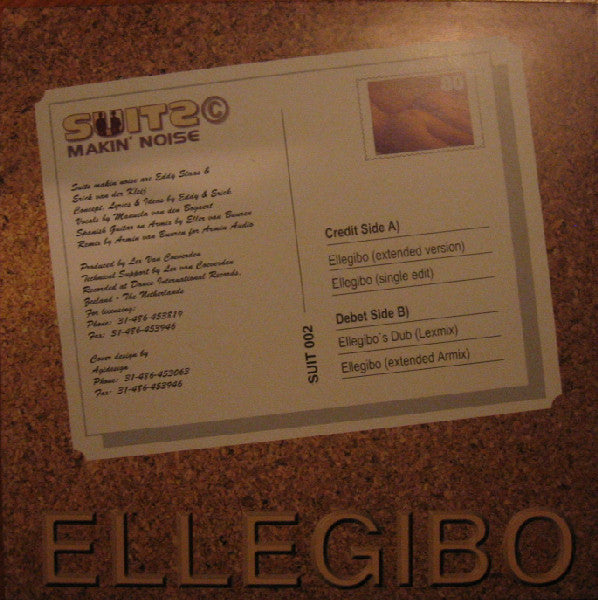 SUITS ©
MAKIN' NOISE
Suits makin noise are Eddy Sloos &
Erick van der Kleij
Concept, Lyrics & Ideas by Eddy & Erick
Vocals by Manuela van den Bogaert
Spanish Guitar on Armix by Eller van Buuren
Remix by Armin van Buuren for Armin Audio
Produced by Lex Van Coeverden
Technical Support by Lex van Coeverden
Recorded at Dance International Records,
Zeeland - The Netherlands
For licensing:
Phone: 31-486-453819
Fax: 31-486-453946
Cover design by
Agidesign
Phone: 31-486-453063
Fax: 31-486-453946
SUIT 002
80
Credit Side A)
Ellegibo (extended version)
Ellegibo (single edit)
Debet Side B)
Ellegibo's Dub (Lexmix)
Ellegibo (extended Armix)
ELLEGIBO